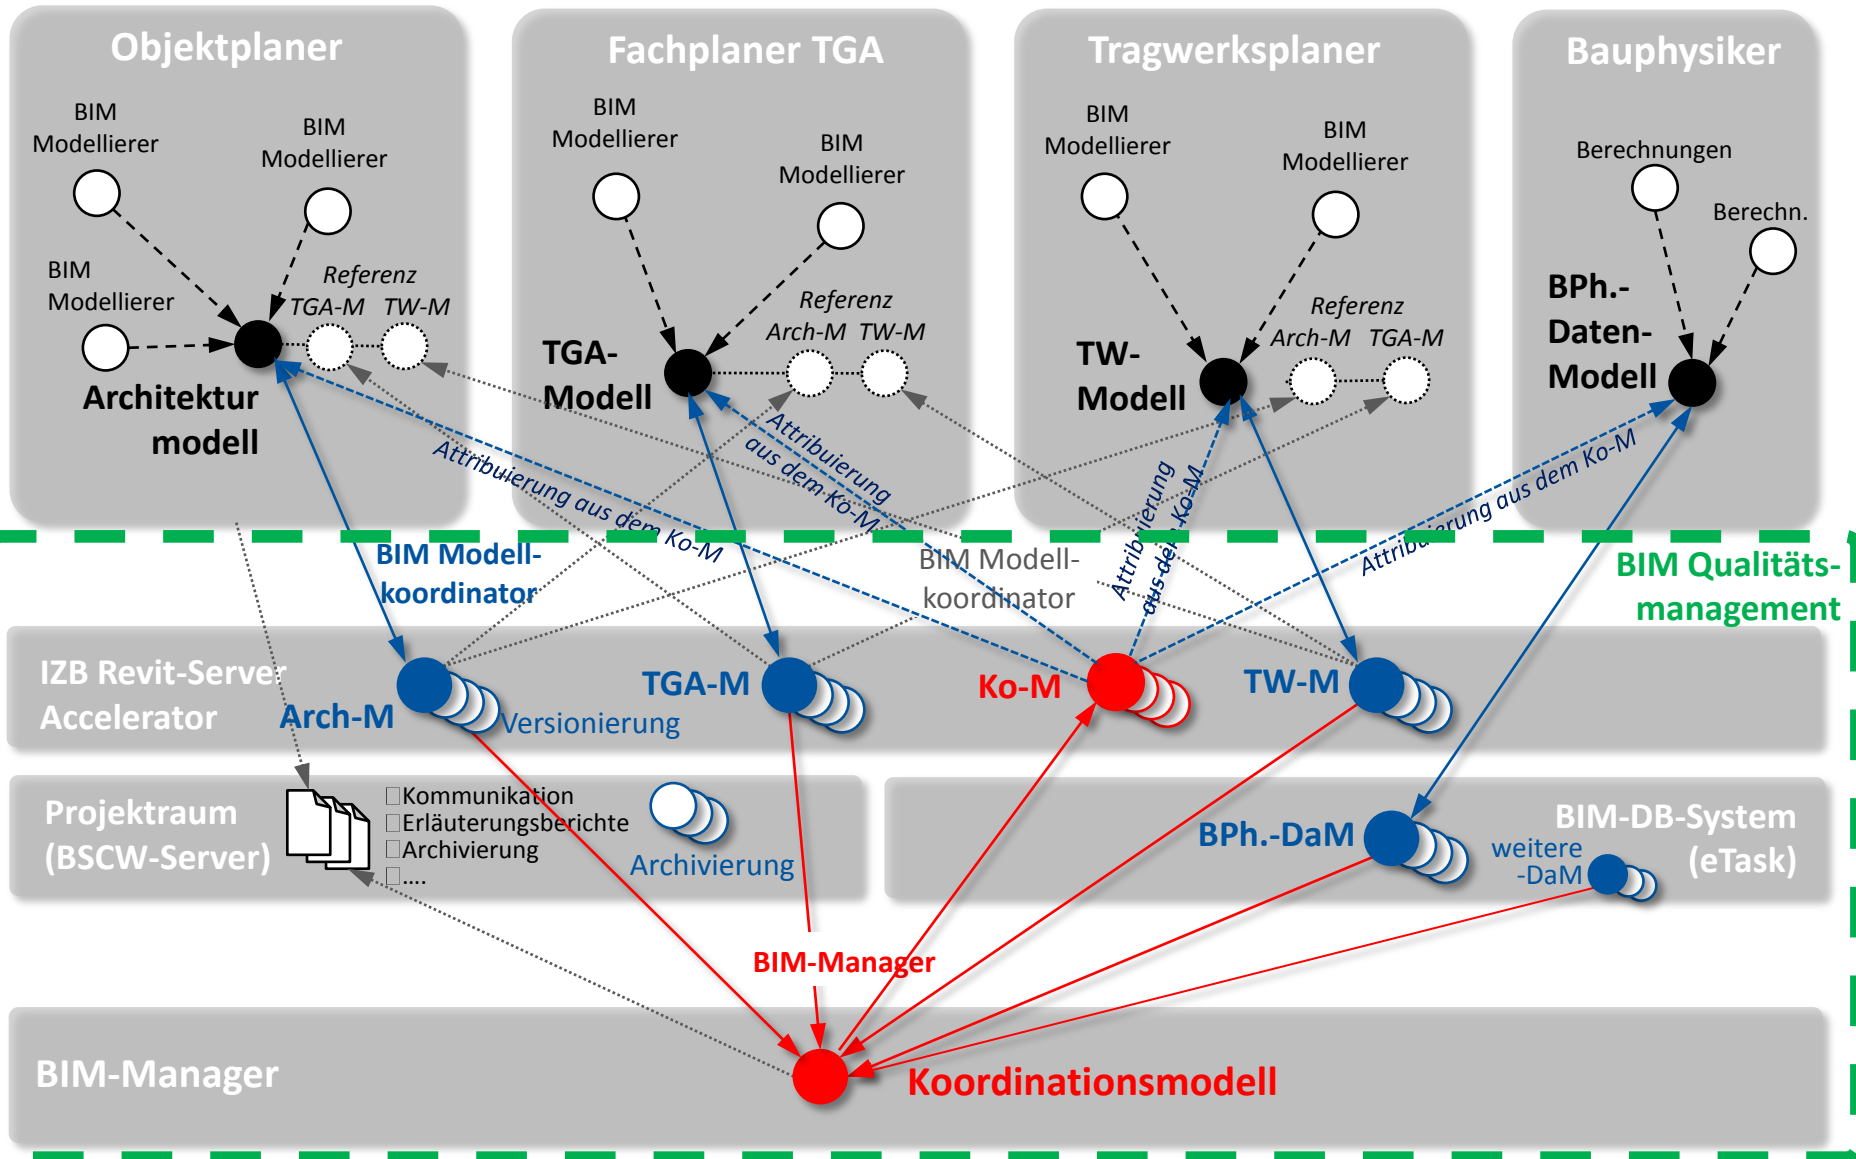 Objektplaner
Fachplaner TGA
Tragwerksplaner
Bauphysiker
BIM
Modellierer
BIM
Modellierer
BIM
Modellierer
Referenz
TGA-M TW-M
Architektur
modell
BIM
Modellierer
BIM
Modellierer
Referenz
Arch-M TW-M
TGA-
Modell
BIM
Modellierer
BIM
Modellierer
Referenz
Arch-M TGA-M
TW-
Modell
Berechnungen
Berechn.
BPh.-
Daten-
Modell
Attribuierung aus dem Ko-M
Attribuierung
aus dem Ko-M
Attribuierung
aus dem Ko-M
Attribuierung aus dem Ko-M
BIM Modell-
koordinator
BIM Modell-
koordinator
BIM Qualitäts-
management
IZB Revit-Server
Accelerator
Arch-M
Versionierung
TGA-M
Ko-M
TW-M
Projektraum
(BSCW-Server)
Kommunikation
Erläuterungsberichte
Archivierung
....
Archivierung
BPh.-DaM
weitere
-DaM
BIM-DB-System
(eTask)
BIM-Manager
BIM-Manager
Koordinationsmodell